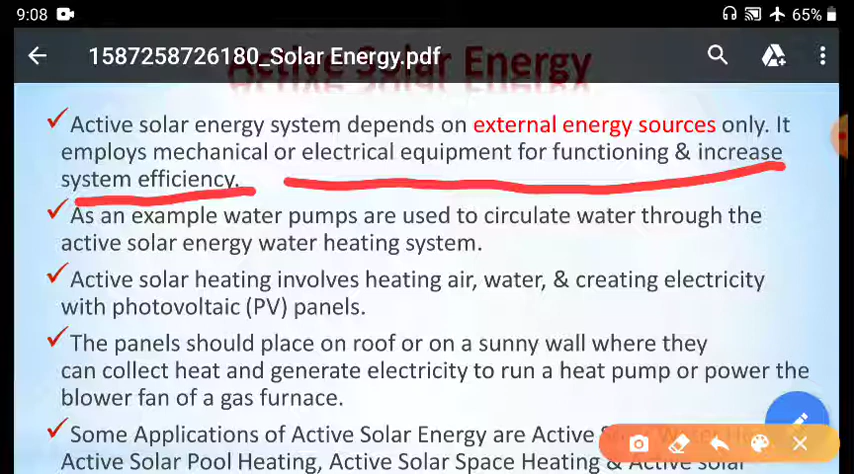 9:08
65%
1587258726180_Solar Energy.pdf
Active Solar Energy
Active solar energy system depends on external energy sources only. It
employs mechanical or electrical equipment for functioning & increase
system efficiency.
As an example water pumps are used to circulate water through the
active solar energy water heating system.
Active solar heating involves heating air, water, & creating electricity
with photovoltaic (PV) panels.
The panels should place on roof or on a sunny wall where they
can collect heat and generate electricity to run a heat pump or power the
blower fan of a gas furnace.
Some Applications of Active Solar Energy are Active
Active Solar Pool Heating, Active Solar Space Heating & Active Solar